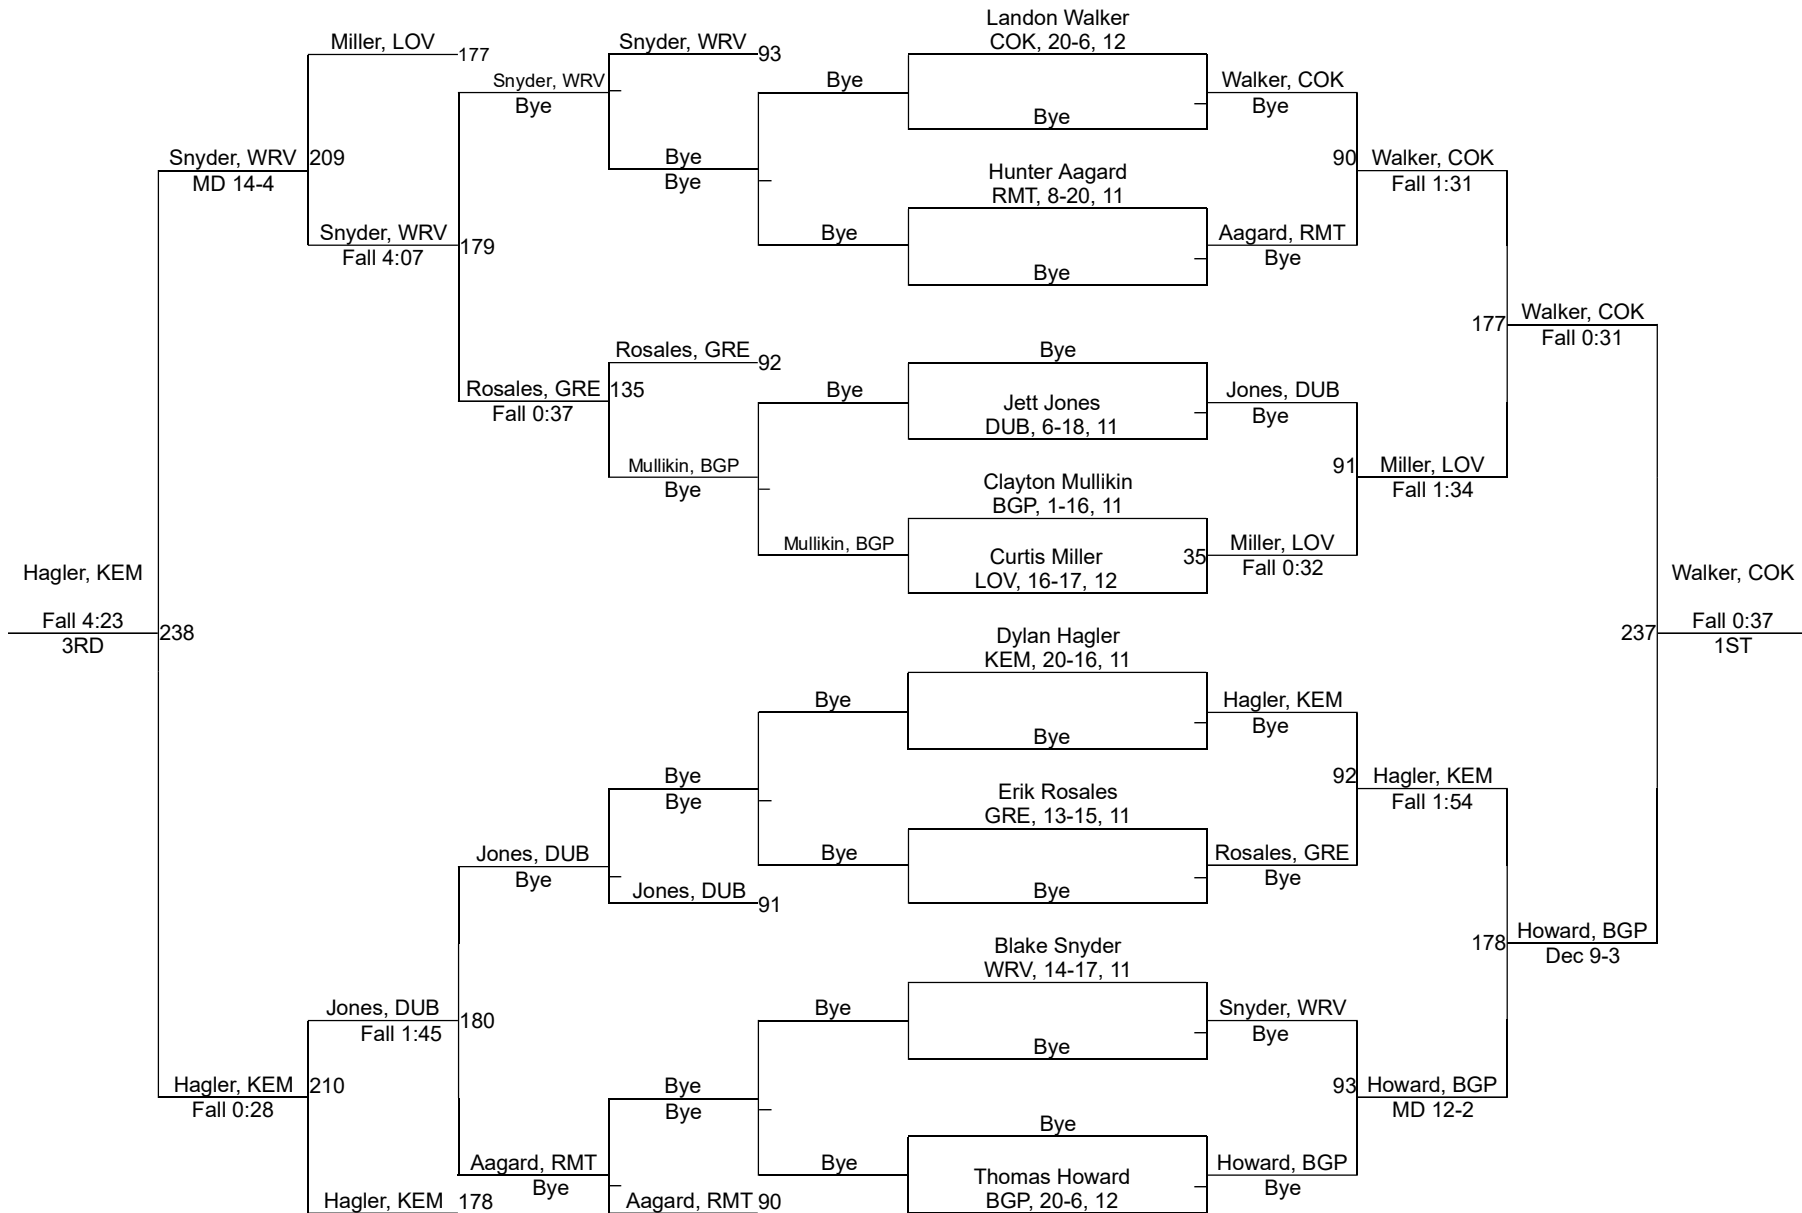 Landon Walker
Miller, LOV
177
Snyder, WRV
93
COK, 20-6, 12
Snyder, WRV
Bye
Bye
Walker, COK
Bye
Bye
Bye
Snyder, WRV
209
MD 14-4
Bye
Bye
Hunter Aagard
RMT, 8-20, 11
90
Walker, COK
Fall 1:31
Snyder, WRV
Fall 4:07
179
Bye
Bye
Aagard, RMT
Bye
177
Walker, COK
Fall 0:31
Rosales, GRE
92
Bye
Rosales, GRE
135
Fall 0:37
Bye
Jett Jones
DUB, 6-18, 11
Jones, DUB
Bye
Mullikin, BGP
Bye
Clayton Mullikin
BGP, 1-16, 11
91
Miller, LOV
Fall 1:34
Mullikin, BGP
Curtis Miller
LOV, 16-17, 12
35
Miller, LOV
Fall 0:32
Hagler, KEM
Fall 4:23
3RD
238
Walker, COK
237
Fall 0:37
1ST
Dylan Hagler
KEM, 20-16, 11
Bye
Bye
Hagler, KEM
Bye
Bye
Bye
Erik Rosales
GRE, 13-15, 11
92
Hagler, KEM
Fall 1:54
Jones, DUB
Bye
Bye
Bye
Rosales, GRE
Bye
Jones, DUB
91
178
Howard, BGP
Dec 9-3
Blake Snyder
WRV, 14-17, 11
Jones, DUB
Fall 1:45
180
Bye
Bye
Snyder, WRV
Bye
Hagler, KEM
210
Fall 0:28
Bye
Bye
93
Howard, BGP
MD 12-2
Bye
Aagard, RMT
Bye
Bye
Thomas Howard
BGP, 20-6, 12
Howard, BGP
Bye
Hagler, KEM
178
Aagard, RMT
90